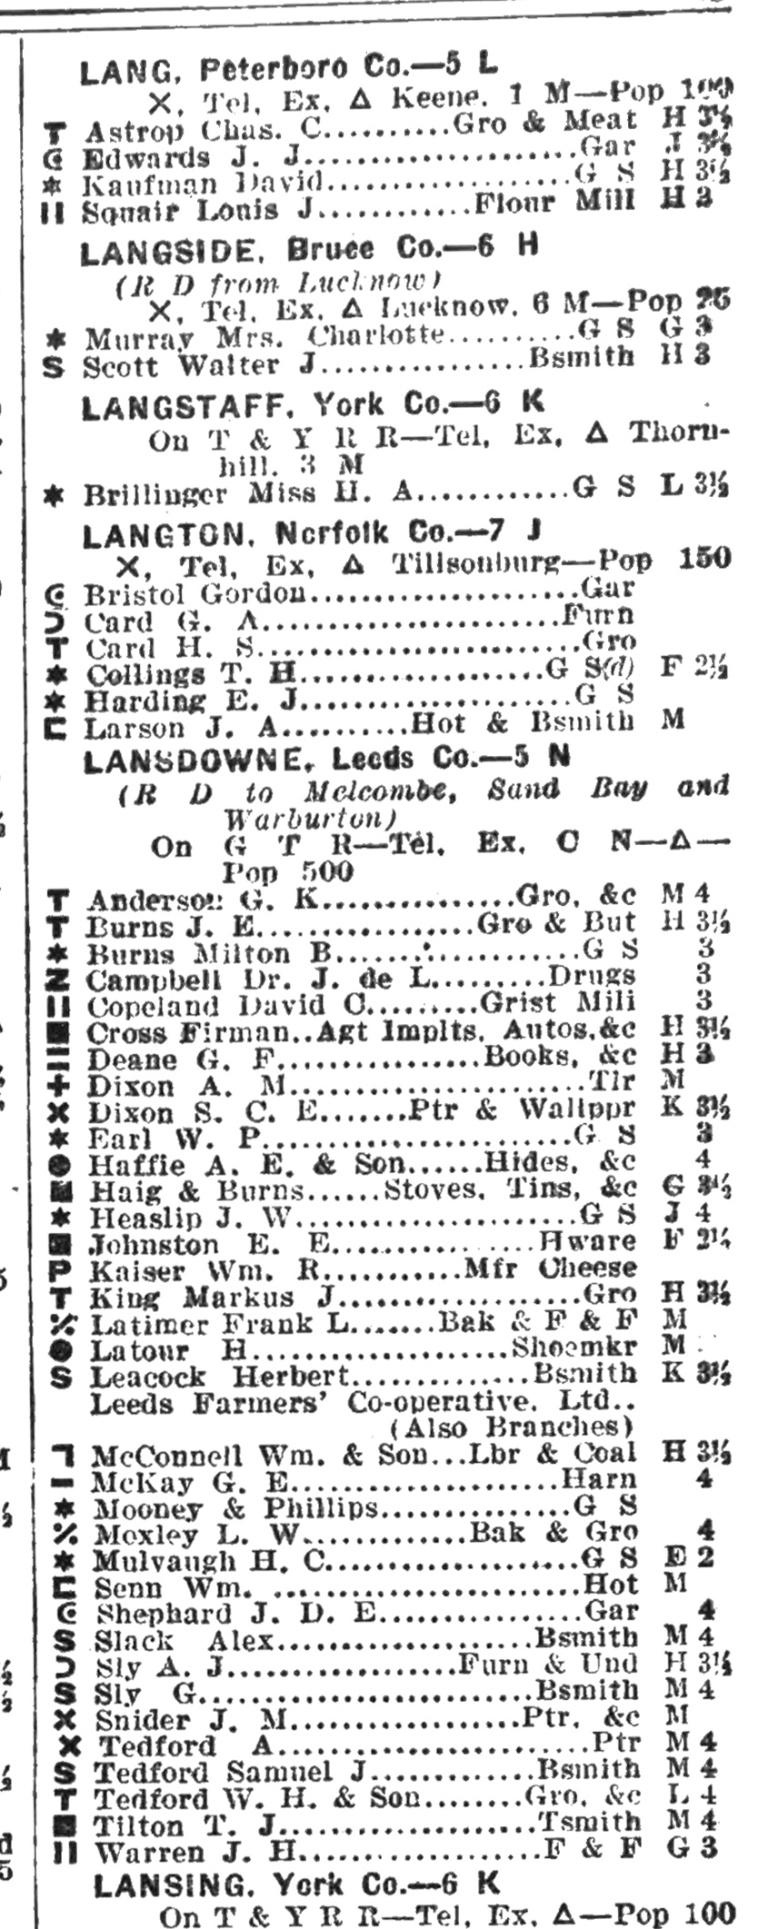 LANG, Peterboro Co.—5 L
X, Tel, Ex, Δ Keene, 1 M—Pop 100
T Astrop Chas. C..........Gro & Meat H 3½
Edwards J. J......................Gar J 3½
* Kaufman David....................G S H 3½
Squair Louis J............Flour Mill H 3
LANGSIDE, Bruce Co.—6 H
(R D from Lucknow)
X, Tel, Ex, Δ Lucknow, 6 M—Pop 25
* Murray Mrs. Charlotte..........G S G 3
S Scott Walter J................Bsmith H 3
LANGSTAFF, York Co.—6 K
On T & Y R R—Tel, Ex, Δ Thorn-
hill, 3 M
* Brillinger Miss H. A............G S L 3½
LANGTON, Norfolk Co.—7 J
X, Tel, Ex, Δ Tillsonburg—Pop 150
Bristol Gordon......................Gar
Card G. A........................Furn
T Card H. S..........................Gro
* Collings T. H....................G S(d) F 2½
* Harding E. J......................G S
Larson J. A..........Hot & Bsmith M
LANSDOWNE, Leeds Co.—5 N
(R D to Melcombe, Sand Bay and
Warburton)
On G T R—Tel, Ex, C N—Δ—
Pop 500
T Anderson G. K...............Gro, &c M 4
T Burns J. E..................Gro & But H 3½
* Burns Milton B....................G S 3
Z Campbell Dr. J. de L.........Drugs 3
Copeland David C.........Grist Mill 3
■ Cross Firman..Agt Implts, Autos,&c H 3½
= Deane G. F................Books, &c H 3
+ Dixon A. M........................Tlr M
X Dixon S. C. E.......Ptr & Wallppr K 3½
* Earl W. P.........................G S 3
● Haffie A. E. & Son......Hides, &c 4
■ Haig & Burns......Stoves, Tins, &c G 3½
* Heaslip J. W.......................G S J 4
■ Johnston E. E................Hware F 2½
P Kaiser Wm. R...........Mfr Cheese
T King Markus J....................Gro H 3½
Latimer Frank L.......Bak & F & F M
● Latour H....................Shoemkr M
S Leacock Herbert..............Bsmith K 3½
Leeds Farmers' Co-operative, Ltd..
(Also Branches)
McConnell Wm. & Son...Lbr & Coal H 3½
- McKay G. E......................Harn 4
* Mooney & Phillips...............G S
Moxley L. W.............Bak & Gro 4
* Mulvaugh H. C....................G S E 2
Senn Wm. .........................Hot M
Shephard J. D. E................Gar 4
S Slack Alex.....................Bsmith M 4
Sly A. J..................Furn & Und H 3½
S Sly G...........................Bsmith M 4
X Snider J. M..................Ptr, &c M
X Tedford A.........................Ptr M 4
S Tedford Samuel J.............Bsmith M 4
T Tedford W. H. & Son........Gro, &c L 4
■ Tilton T. J....................Tsmith M 4
Warren J. H...................F & F G 3
LANSING, York Co.—6 K
On T & Y R R—Tel, Ex, Δ—Pop 100